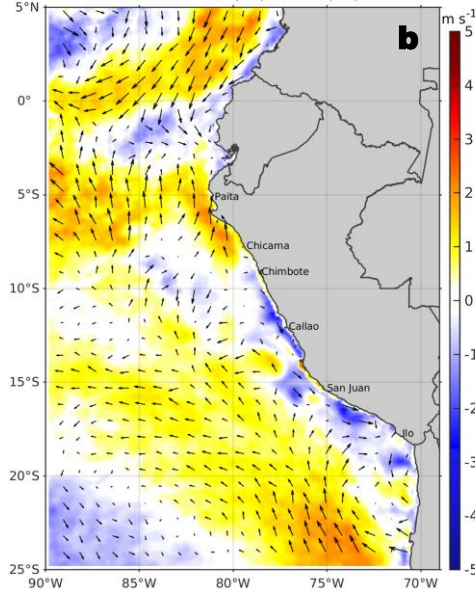 b
m s⁻¹
5°N
0°
5°S
10°S
15°S
20°S
25°S
90°W
85°W
80°W
75°W
70°W
Paita
Chicama
Chimbote
Callao
San Juan
Ilo
5
4
3
2
1
0
-1
-2
-3
-4
-5